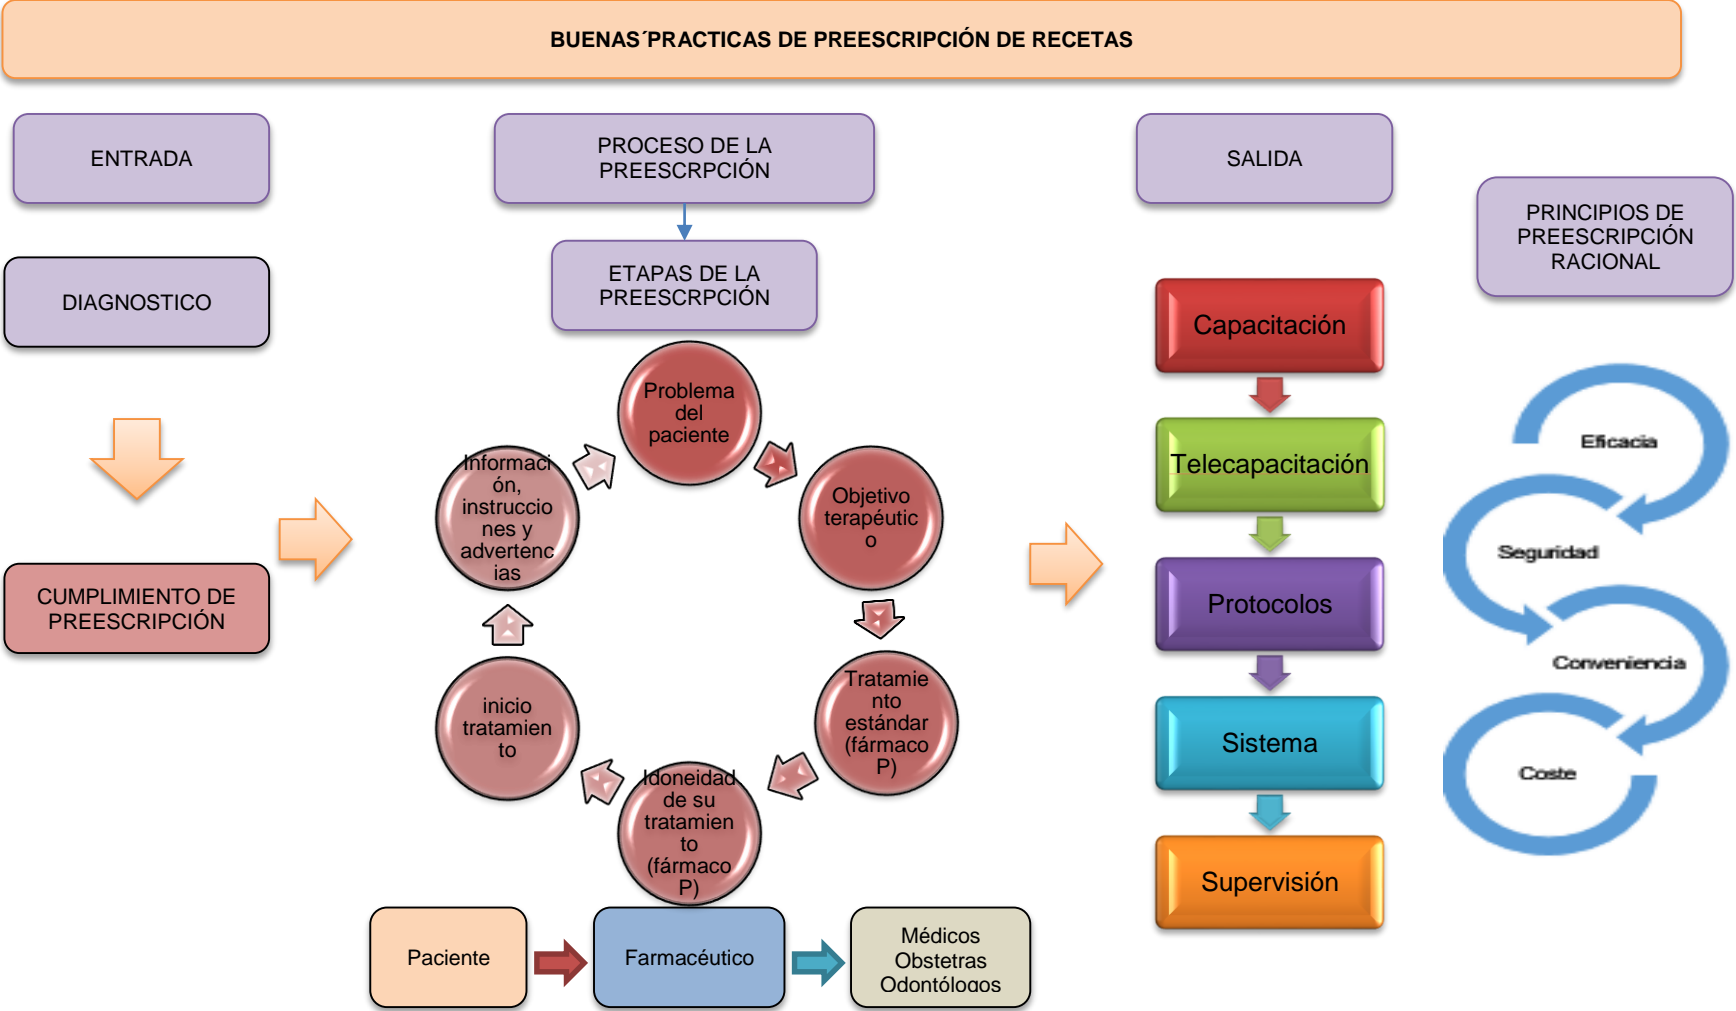 BUENAS´PRACTICAS DE PREESCRIPCIÓN DE RECETAS
ENTRADA
DIAGNOSTICO
CUMPLIMIENTO DE
PREESCRIPCIÓN
PROCESO DE LA
PREESCRPCIÓN
ETAPAS DE LA
PREESCRPCIÓN
Problema
del
paciente
Objetivo
terapéutic
o
Tratamie
nto
estándar
(fármaco
P)
Idoneidad
de su
tratamien
to
(fármaco
P)
inicio
tratamien
to
Informaci
ón,
instruccio
nes y
advertenc
ias
Paciente
Farmacéutico
Médicos
Obstetras
Odontólogos
SALIDA
Capacitación
Telecapacitación
Protocolos
Sistema
Supervisión
PRINCIPIOS DE
PREESCRIPCIÓN
RACIONAL
Eficacia
Seguridad
Conveniencia
Coste